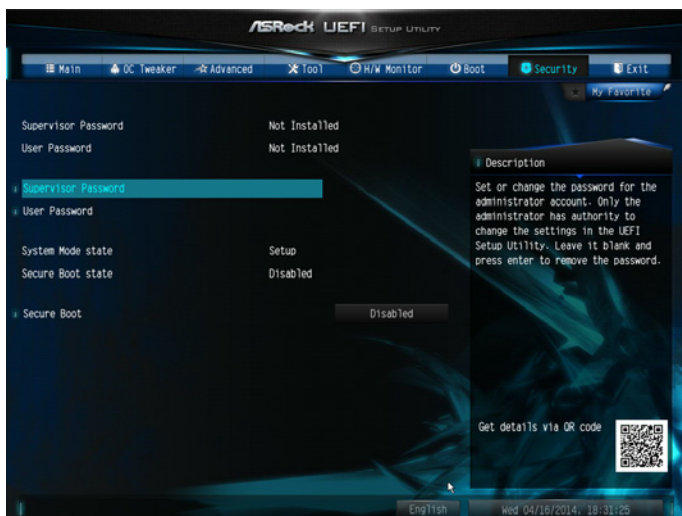 ASRock UEFI SETUP UTILITY
Main OC Tweaker Advanced Tool H/W Monitor Boot Security Exit
My Favorite
Supervisor Password Not Installed
User Password Not Installed
Supervisor Password
User Password
System Mode state Setup
Secure Boot state Disabled
Secure Boot Disabled
Description
Set or change the password for the
administrator account. Only the
administrator has authority to
change the settings in the UEFI
Setup Utility. Leave it blank and
press enter to remove the password.
Get details via QR code
English Wed 04/16/2014, 18:31:25